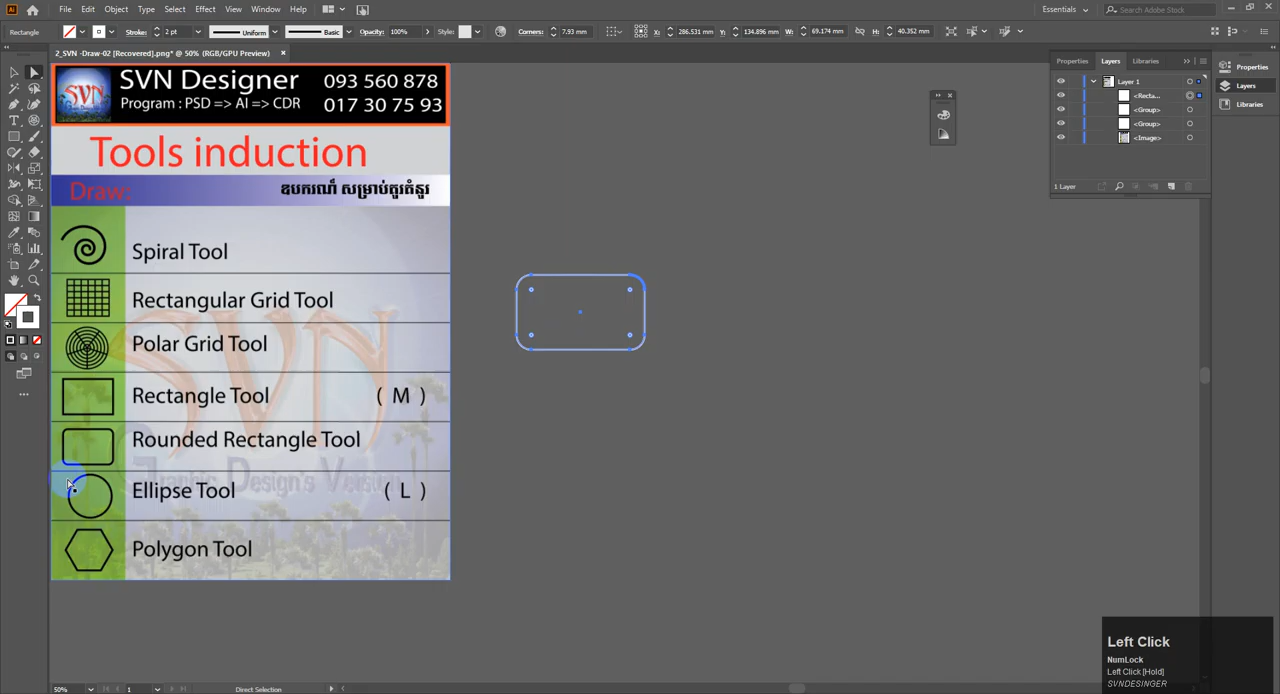 File Edit Object Type Select Effect View Window Help
Essentials
Search Adobe Stock
Rectangle Stroke: 2 pt Uniform Basic Opacity: 100% Style: Corners: 7.93 mm X: 286.531 mm Y: 134.896 mm W: 69.174 mm H: 40.352 mm
2_SVN -Draw-02 [Recovered].png* @ 50% (RGB/GPU Preview)
SVN Designer 093 560 878
Program : PSD => AI => CDR 017 30 75 93
SVN
Tools induction
Draw: ឧបករណ៏ សម្រាប់គូរគំនូរ
Spiral Tool
Rectangular Grid Tool
Polar Grid Tool
Rectangle Tool ( M )
Rounded Rectangle Tool
Ellipse Tool ( L )
Polygon Tool
SVN
Graphic Design's Version
Properties Layers Libraries
Layer 1
<Recta...
<Group>
<Group>
<Image>
1 Layer
Properties
Layers
Libraries
Left Click
NumLock
Left Click [Hold]
SVNDESINGER
50% 1 Direct Selection